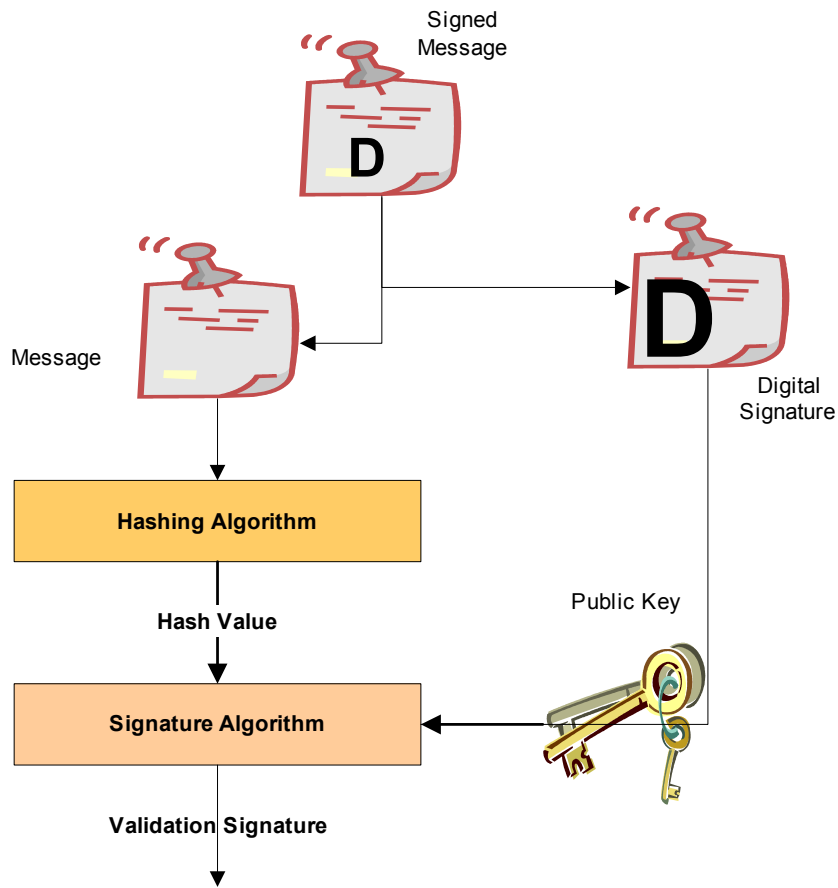 Signed
Message
D
D
Message
Digital
Signature
Hashing Algorithm
Hash Value
Public Key
Signature Algorithm
Validation Signature